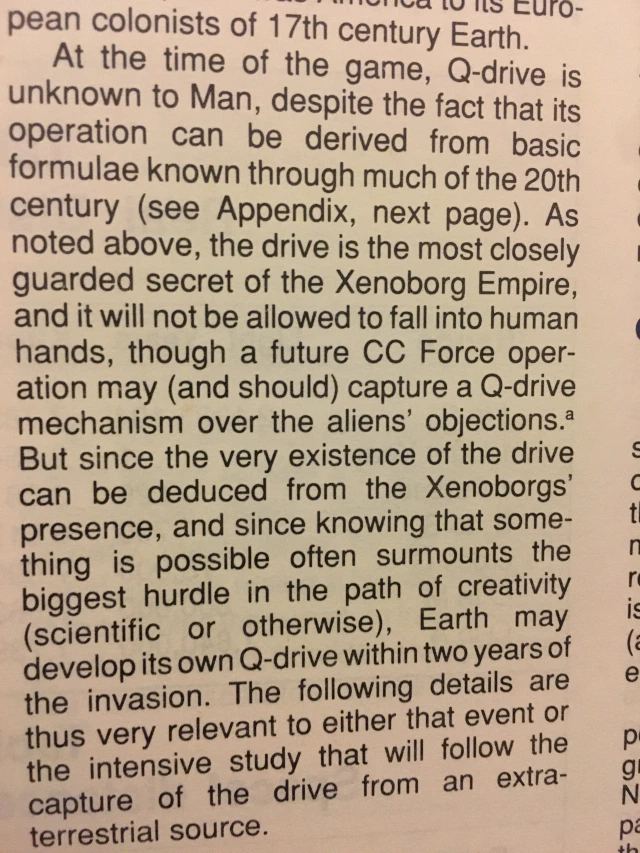 America to its Euro-
pean colonists of 17th century Earth.
At the time of the game, Q-drive is
unknown to Man, despite the fact that its
operation can be derived from basic
formulae known through much of the 20th
century (see Appendix, next page). As
noted above, the drive is the most closely
guarded secret of the Xenoborg Empire,
and it will not be allowed to fall into human
hands, though a future CC Force oper-
ation may (and should) capture a Q-drive
mechanism over the aliens' objections.ª
But since the very existence of the drive
can be deduced from the Xenoborgs'
presence, and since knowing that some-
thing is possible often surmounts the
biggest hurdle in the path of creativity
(scientific or otherwise), Earth may
develop its own Q-drive within two years of
the invasion. The following details are
thus very relevant to either that event or
the intensive study that will follow the
capture of the drive from an extra-
terrestrial source.